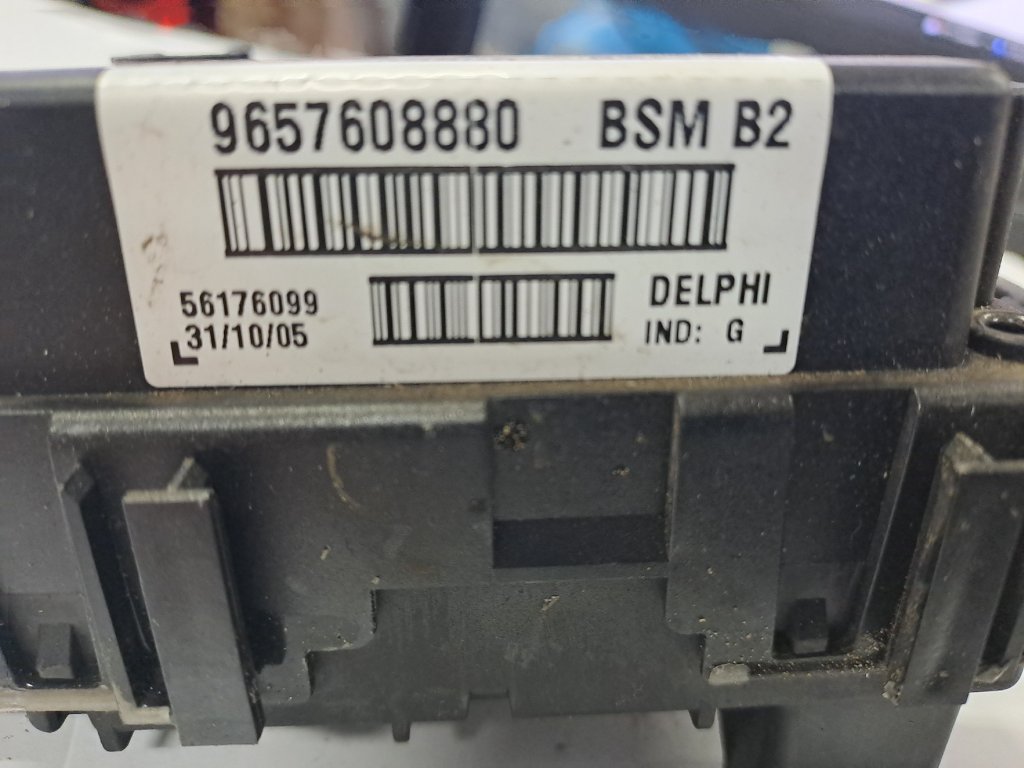 9657608880 BSM B2
56176099 DELPHI
31/10/05 IND: G